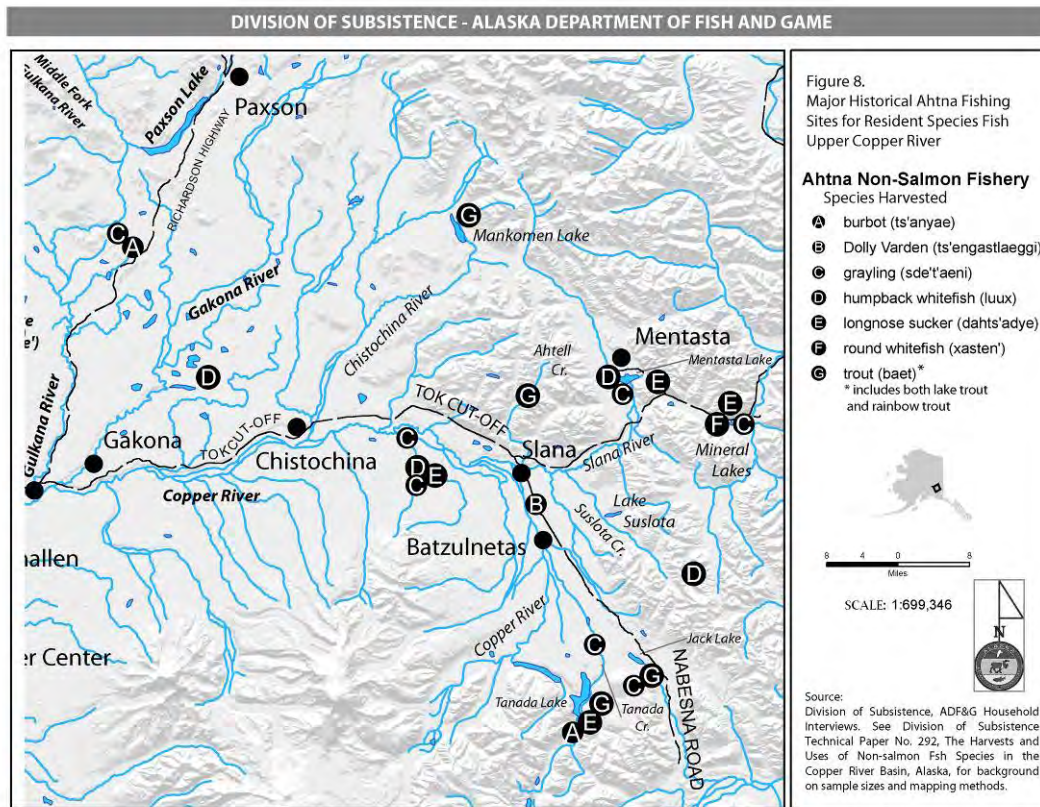 DIVISION OF SUBSISTENCE - ALASKA DEPARTMENT OF FISH AND GAME
Middle Fork
Gulkana River
Paxson Lake
Paxson
RICHARDSON HIGHWAY
C
A
G
Mankomen Lake
Gakona River
Chistochina River
e')
D
Ahtell
Cr.
G
Mentasta
Mentasta Lake
D
C
E
E
F
C
Mineral
Lakes
Gulkana River
Gakona
TOK CUT-OFF
TOK CUT-OFF
Chistochina
C
D
E
C
Slana
Slana River
Copper River
B
Lake
Suslota
Suslota Cr.
Batzulnetas
D
hallen
Copper River
er Center
C
Jack Lake
NABESNA ROAD
Tanada Lake
G
C
G
E
A
Tanada
Cr.
Figure 8.
Major Historical Ahtna Fishing
Sites for Resident Species Fish
Upper Copper River
Ahtna Non-Salmon Fishery
Species Harvested
A burbot (ts'anyae)
B Dolly Varden (ts'engastlaeggi)
C grayling (sde't'aeni)
D humpback whitefish (luux)
E longnose sucker (dahts'adye)
F round whitefish (xasten')
G trout (baet)*
* includes both lake trout
and rainbow trout
8 4 0 8
Miles
SCALE: 1:699,346
N
Source:
Division of Subsistence, ADF&G Household
Interviews. See Division of Subsistence
Technical Paper No. 292, The Harvests and
Uses of Non-salmon Fsh Species in the
Copper River Basin, Alaska, for background
on sample sizes and mapping methods.